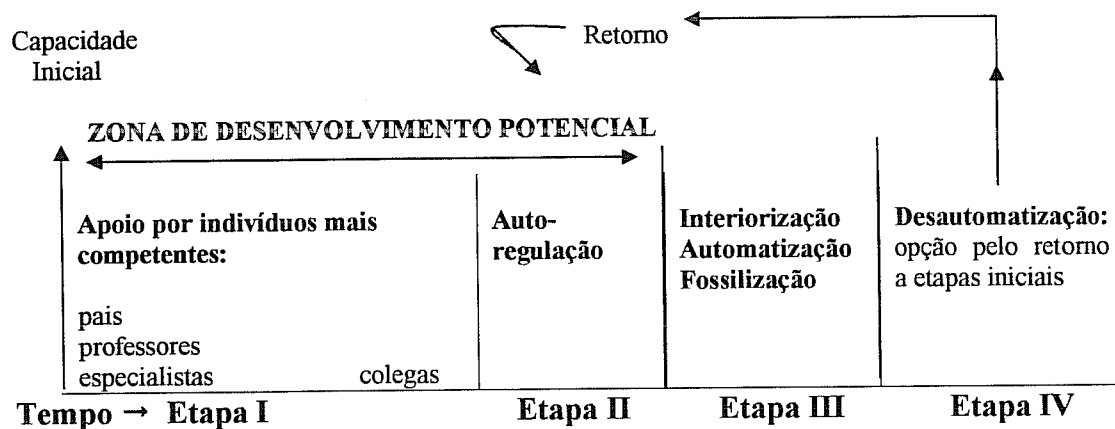 Capacidade
Inicial
Retorno
ZONA DE DESENVOLVIMENTO POTENCIAL
Apoio por indivíduos mais
competentes:
pais
professores
especialistas colegas
Auto-
regulação
Interiorização
Automatização
Fossilização
Desautomatização:
opção pelo retorno
a etapas iniciais
Tempo → Etapa I Etapa II Etapa III Etapa IV